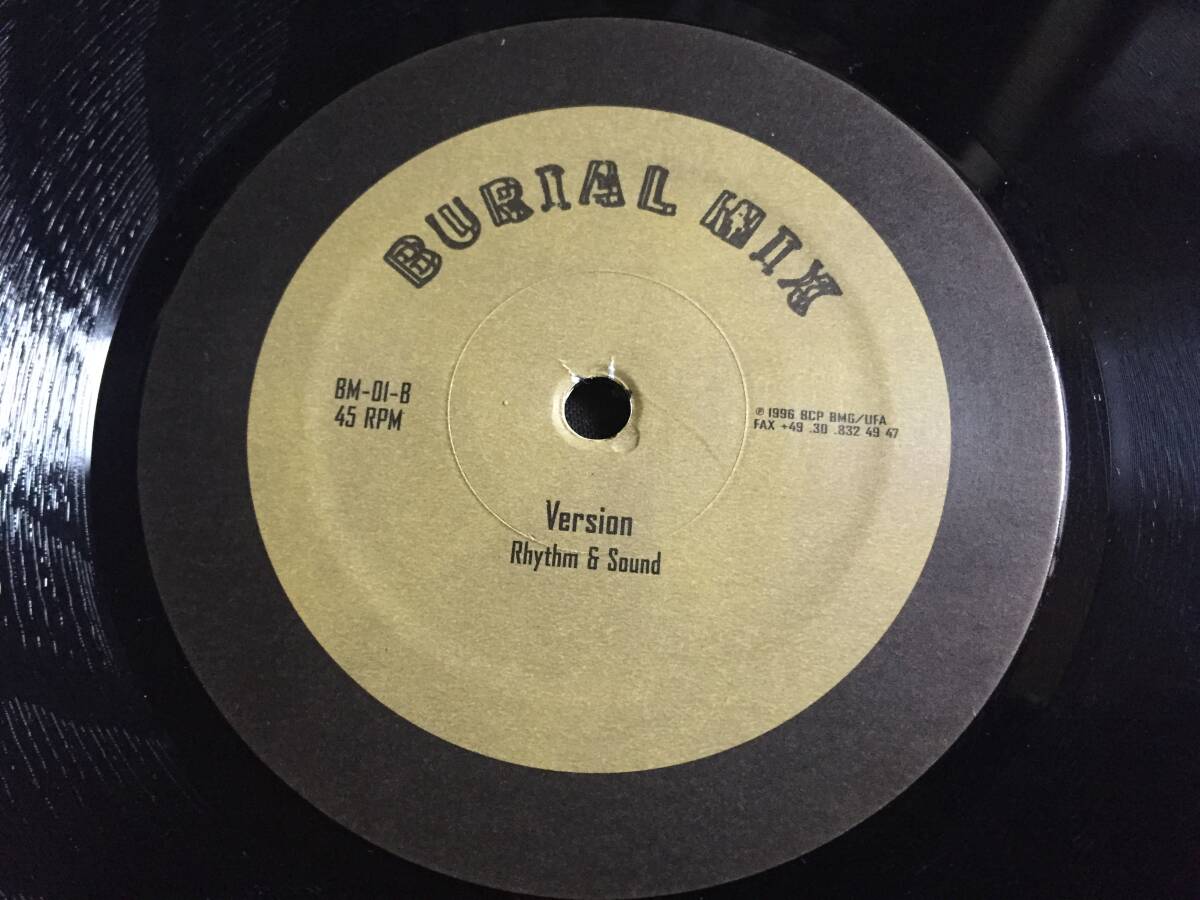 BURIAL MIX
BM-01-B
45 RPM
℗ 1996 BCP BMG/UFA
FAX +49 .30 .832 49 47
Version
Rhythm & Sound